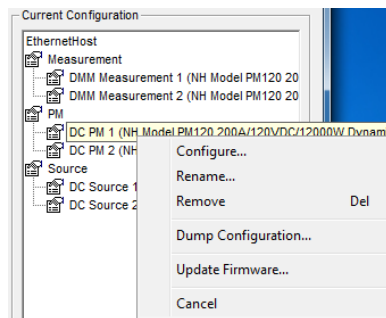 Current Configuration
EthernetHost
Measurement
DMM Measurement 1 (NH Model PM120 20
DMM Measurement 2 (NH Model PM120 20
PM
DC PM 1 (NH Model PM120 200A/120VDC/12000W Dynam
DC PM 2 (NH
Configure...
Source
Rename...
DC Source 1
Remove Del
DC Source 2
Dump Configuration...
Update Firmware...
Cancel